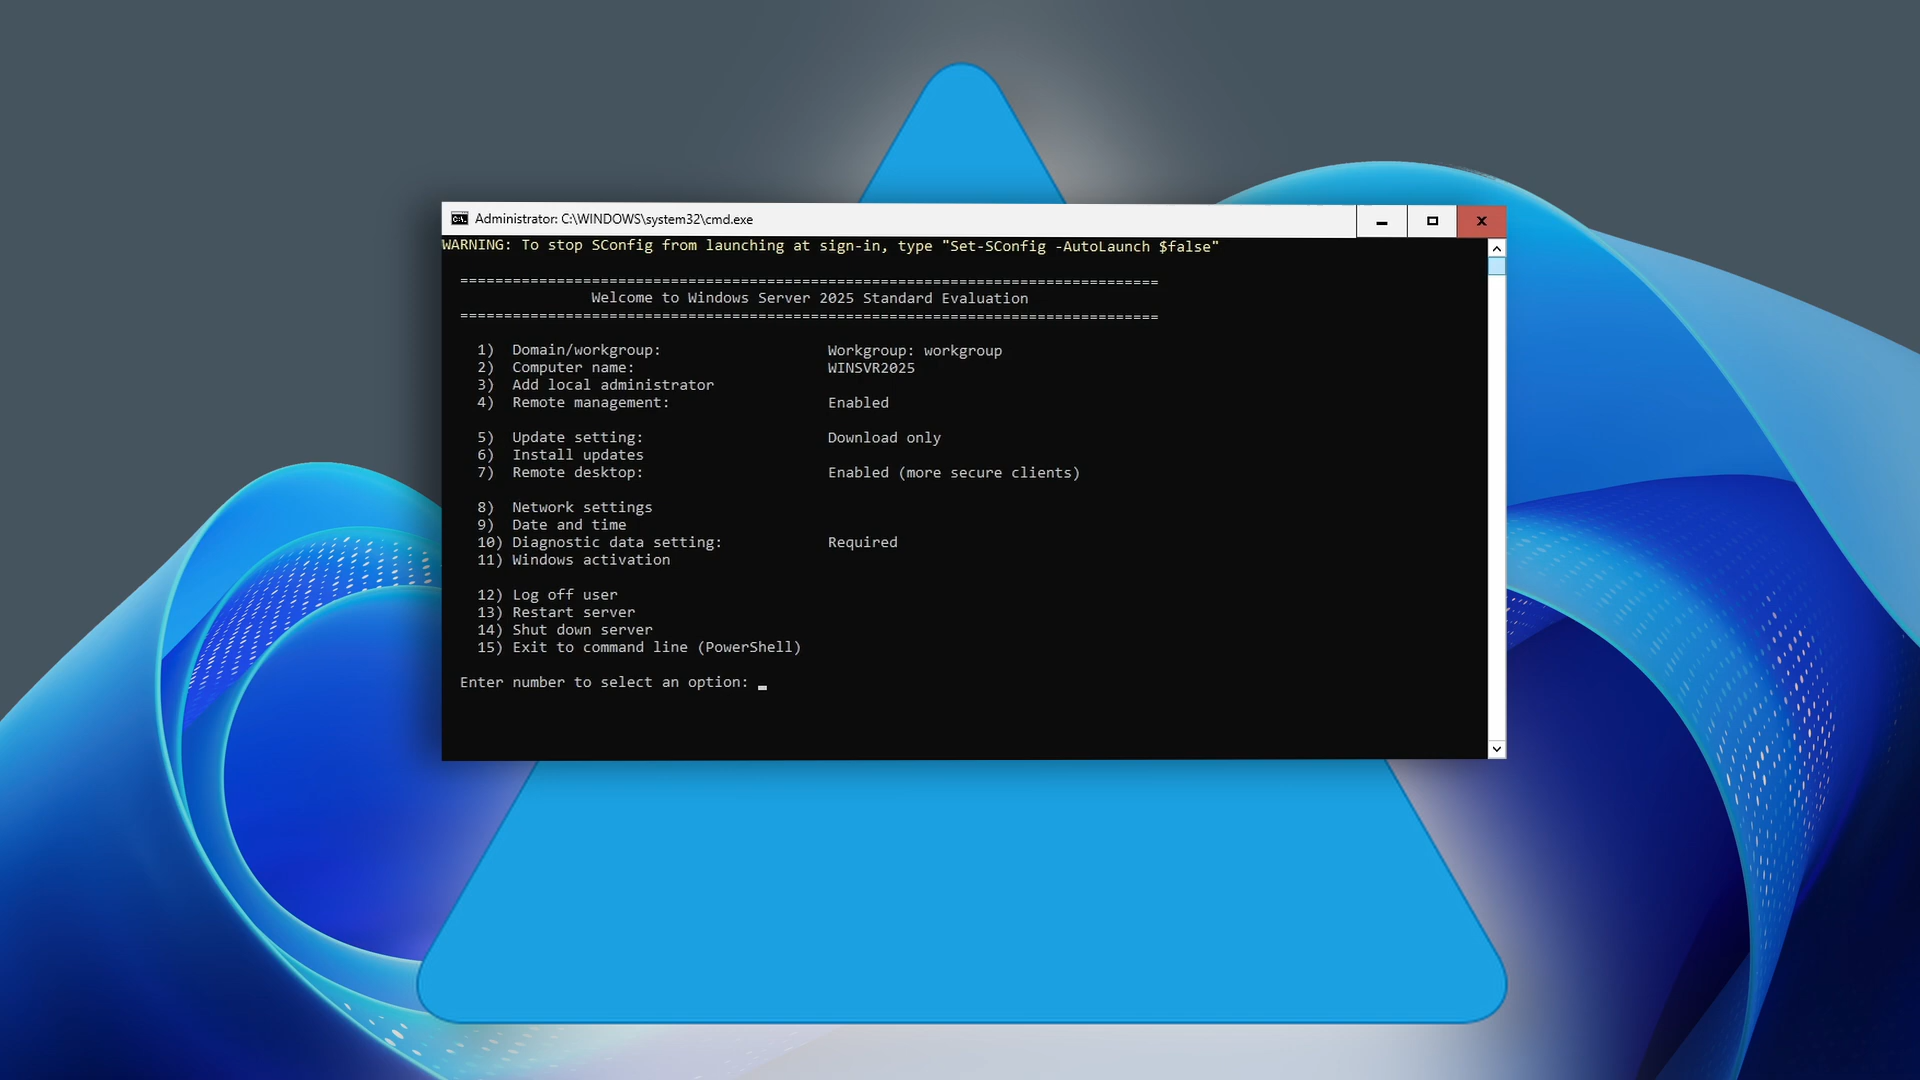 Administrator: C:\WINDOWS\system32\cmd.exe
WARNING: To stop SConfig from launching at sign-in, type "Set-SConfig -AutoLaunch $false"
================================================================================
Welcome to Windows Server 2025 Standard Evaluation
================================================================================
1) Domain/workgroup: Workgroup: workgroup
2) Computer name: WINSVR2025
3) Add local administrator
4) Remote management: Enabled
5) Update setting: Download only
6) Install updates
7) Remote desktop: Enabled (more secure clients)
8) Network settings
9) Date and time
10) Diagnostic data setting: Required
11) Windows activation
12) Log off user
13) Restart server
14) Shut down server
15) Exit to command line (PowerShell)
Enter number to select an option: